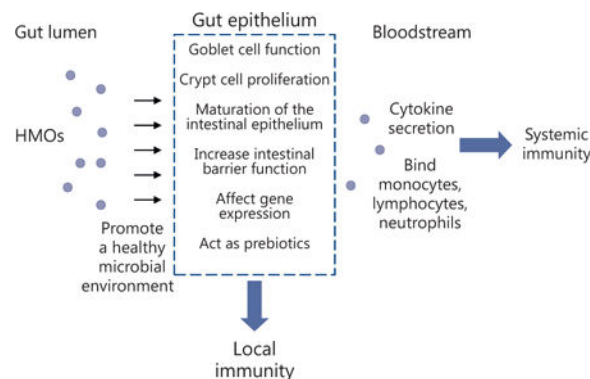 Gut lumen
HMOs
Promote
a healthy
microbial
environment
Gut epithelium
Goblet cell function
Crypt cell proliferation
Maturation of the
intestinal epithelium
Increase intestinal
barrier function
Affect gene
expression
Act as prebiotics
Local
immunity
Bloodstream
Cytokine
secretion
Bind
monocytes,
lymphocytes,
neutrophils
Systemic
immunity